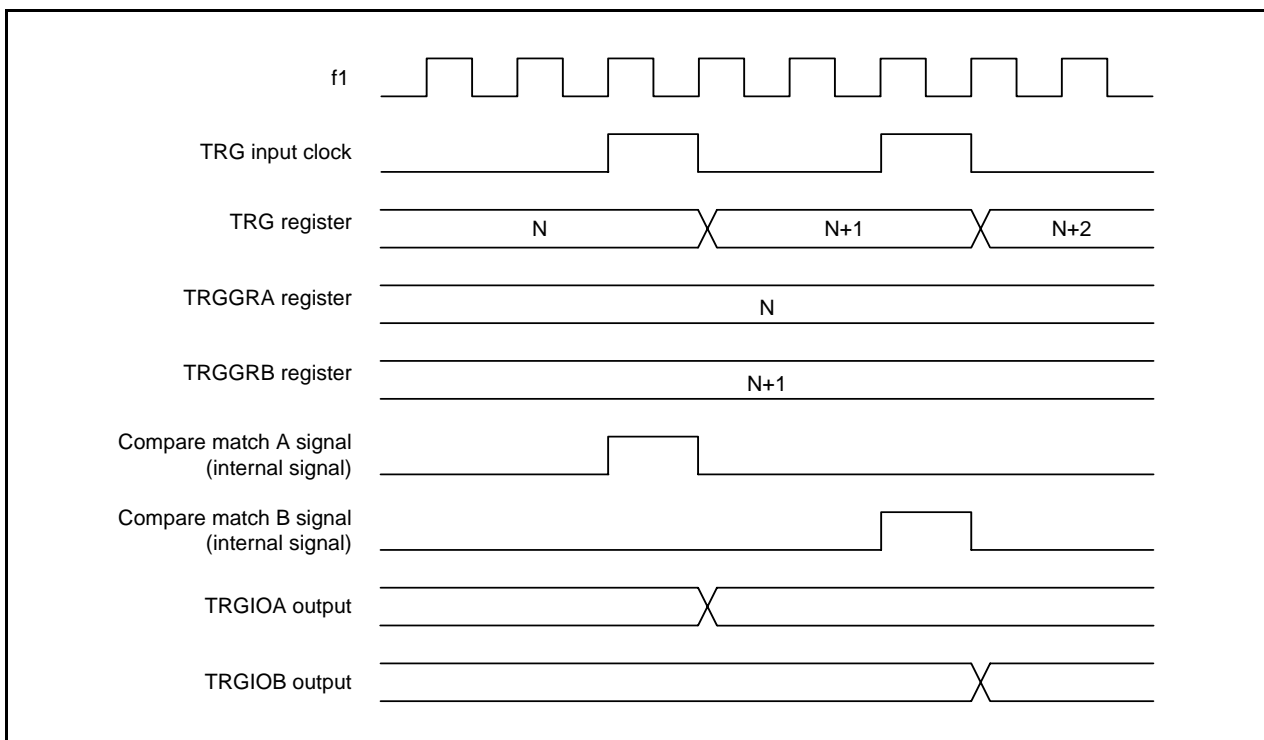 f1
TRG input clock
TRG register
N
N+1
N+2
TRGGRA register
N
TRGGRB register
N+1
Compare match A signal
(internal signal)
Compare match B signal
(internal signal)
TRGIOA output
TRGIOB output